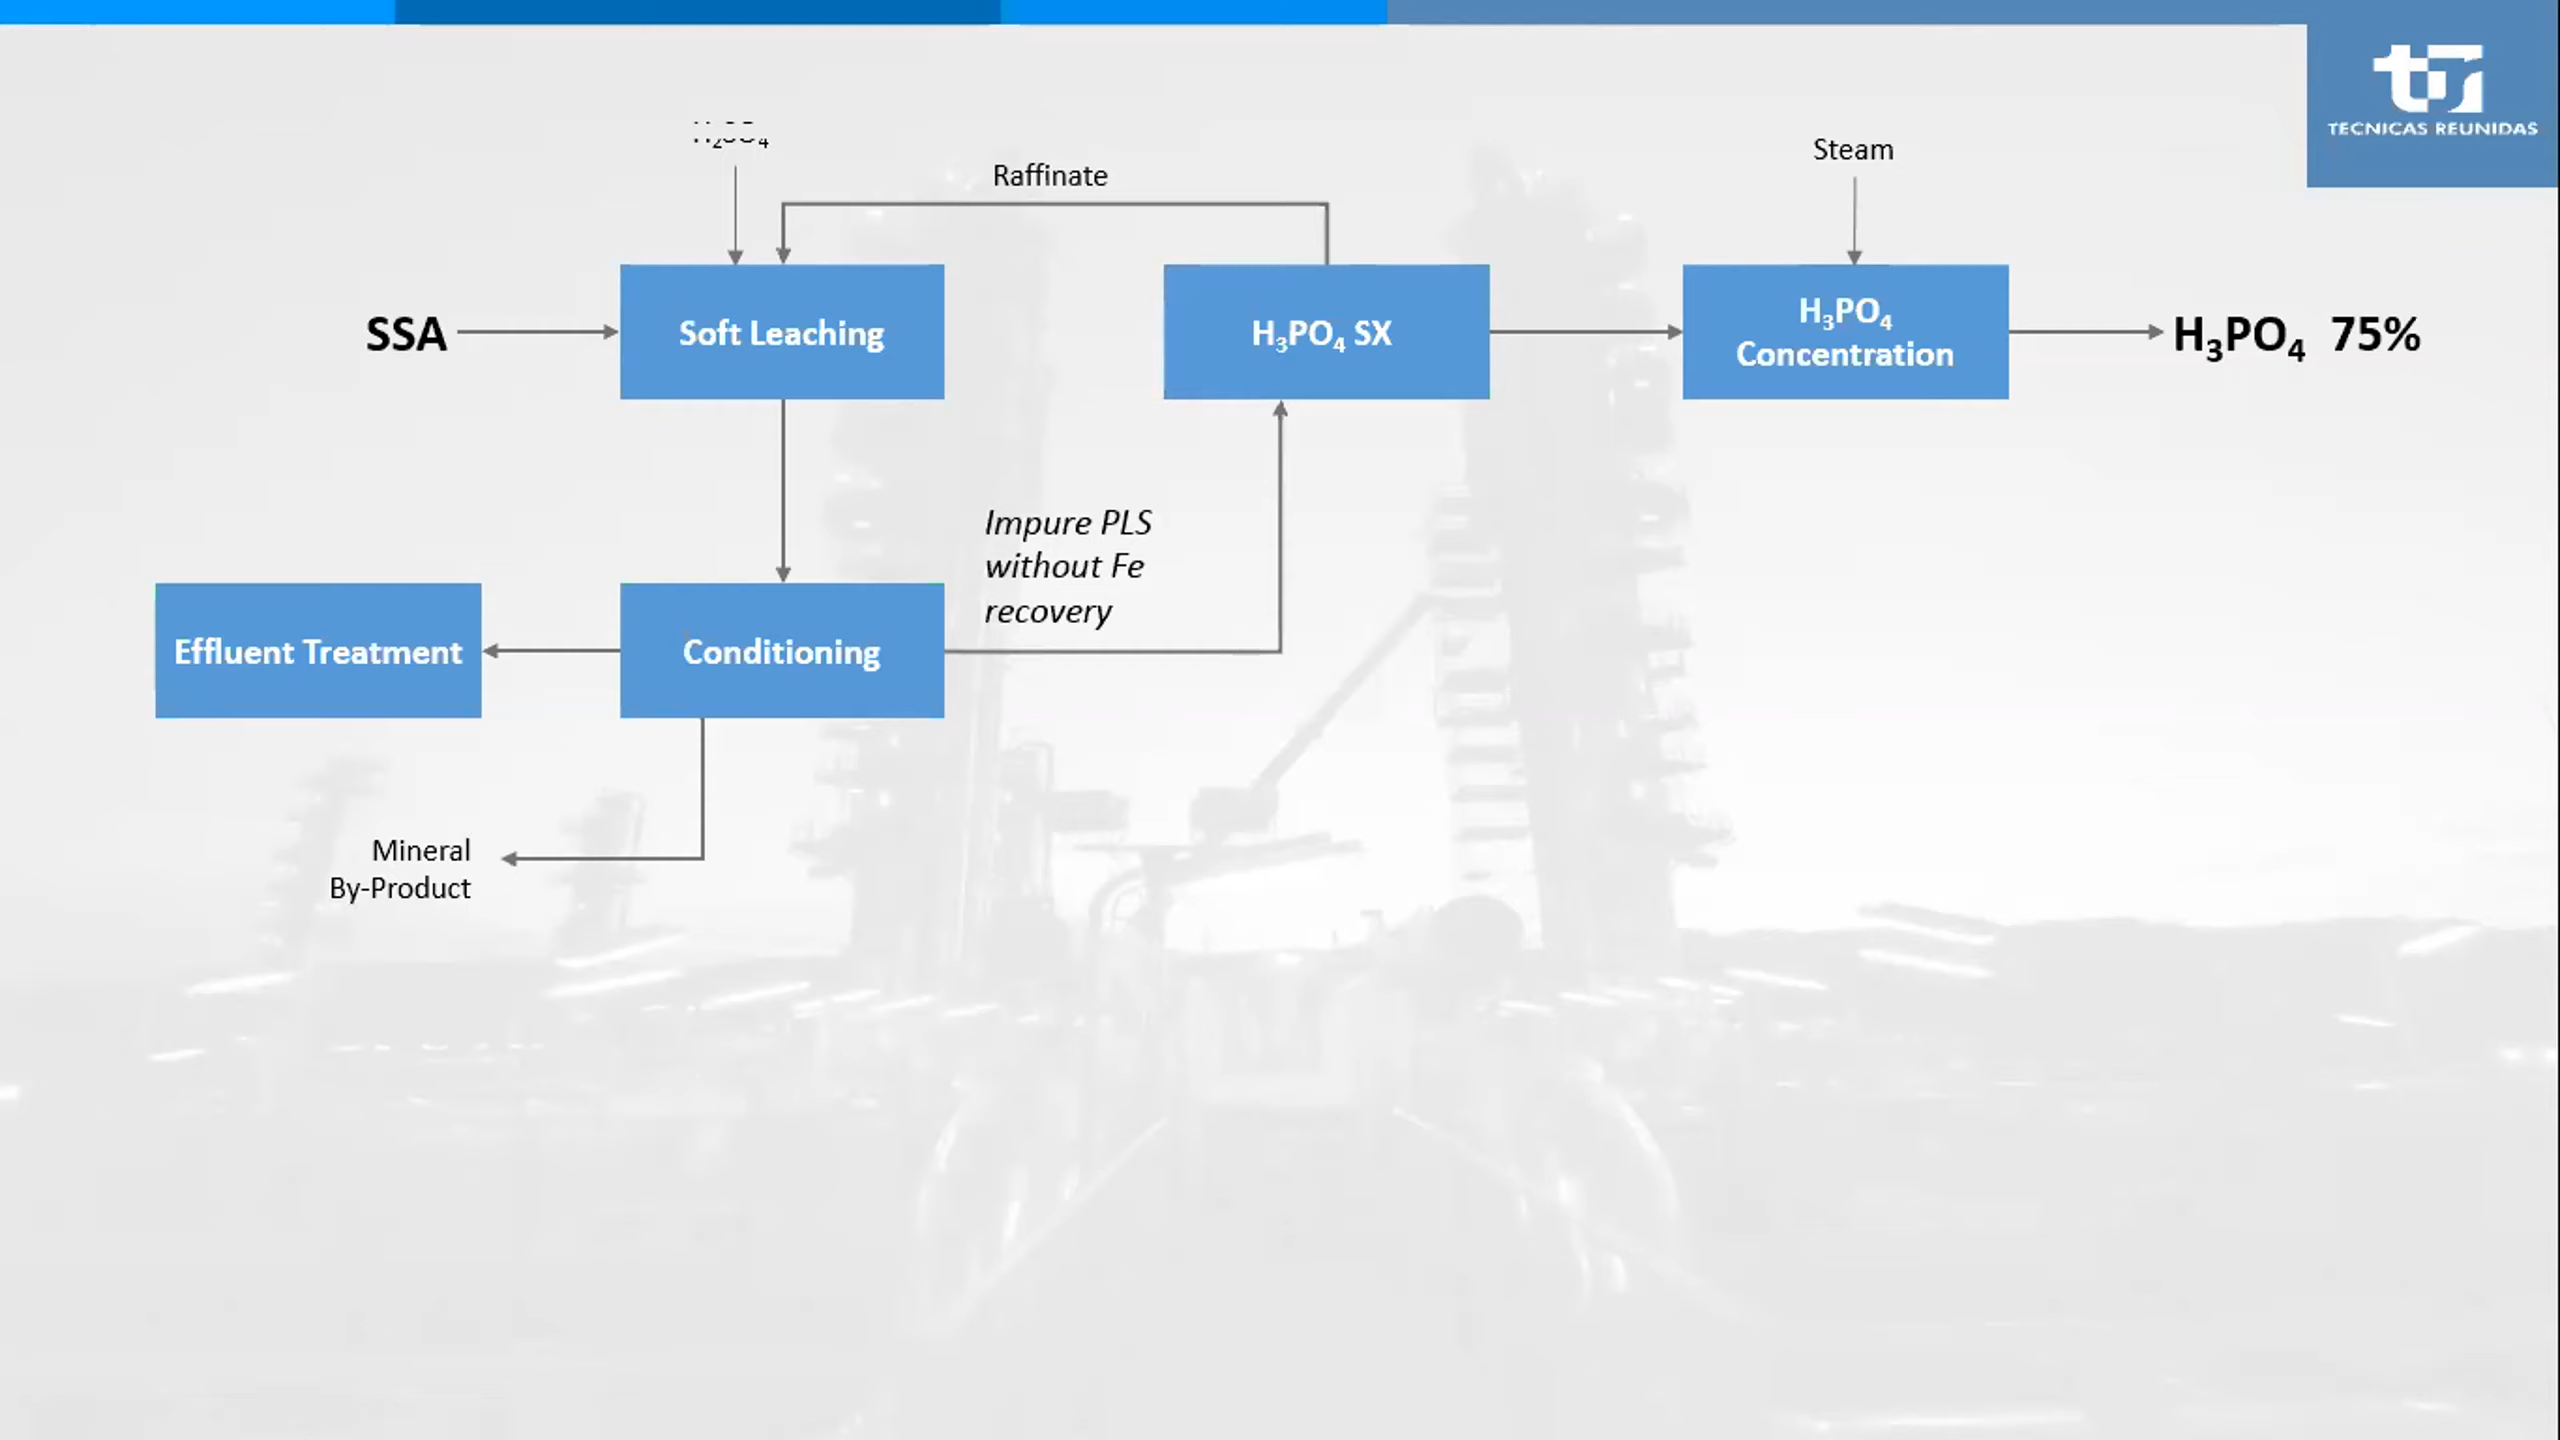 TECNICAS REUNIDAS
Steam
Raffinate
SSA
Soft Leaching
H₃PO₄ SX
H₃PO₄
Concentration
H₃PO₄ 75%
Impure PLS
without Fe
recovery
Effluent Treatment
Conditioning
Mineral
By-Product